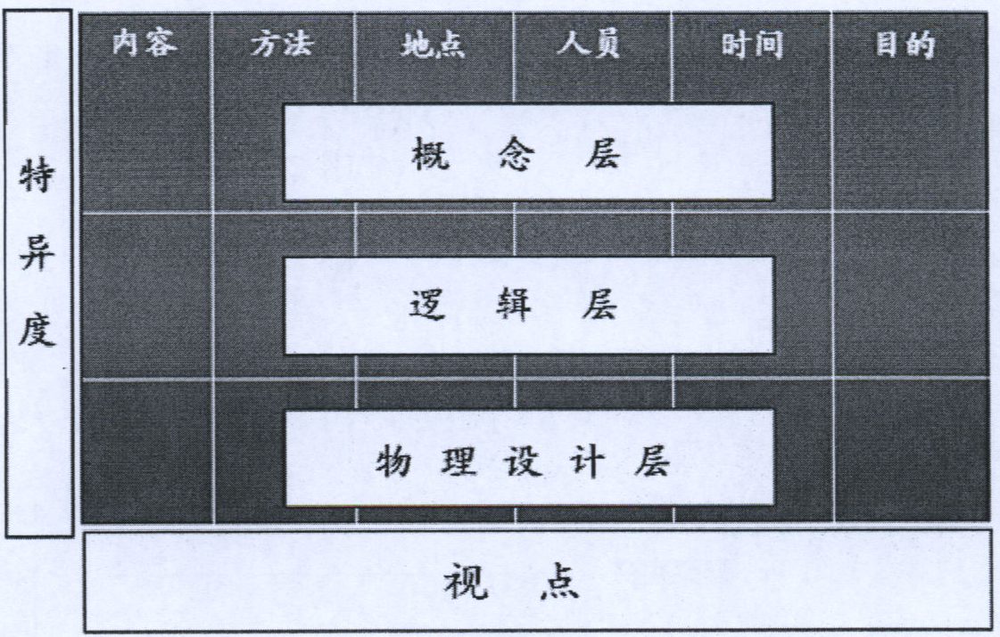 内容 方法 地点 人员 时间 目的
特异度
概念层
逻辑层
物理设计层
视点